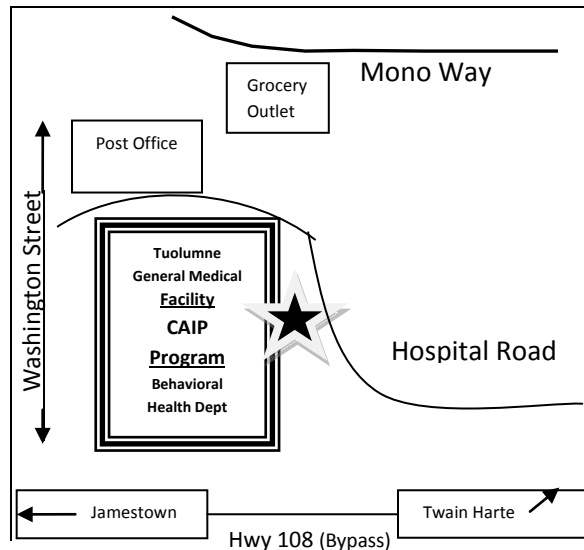 Mono Way
Grocery
Outlet
Post Office
Washington Street
Tuolumne
General Medical
Facility
CAIP
Program
Behavioral
Health Dept
Hospital Road
Jamestown
Twain Harte
Hwy 108 (Bypass)